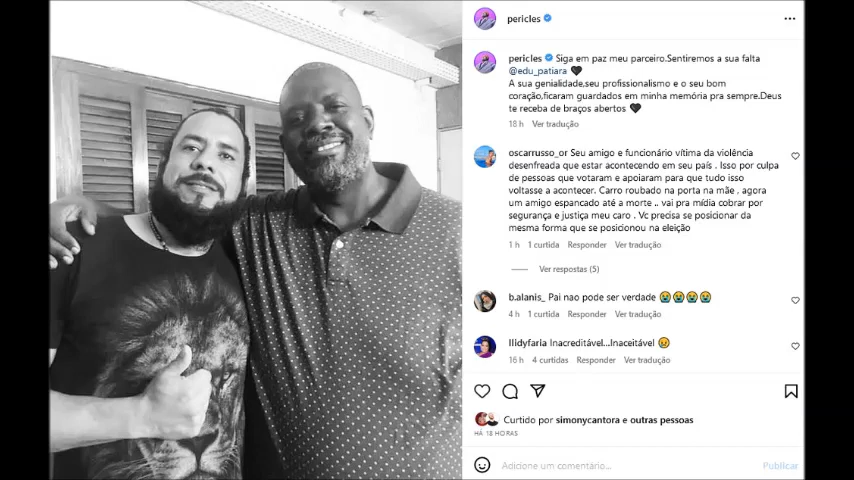 pericles
pericles Siga em paz meu parceiro.Sentiremos a sua falta
@edu_patiara 🖤
A sua genialidade,seu profissionalismo e o seu bom
coração,ficaram guardados em minha memória pra sempre.Deus
te receba de braços abertos 🖤
18 h Ver tradução
oscarrusso_or Seu amigo e funcionário vítima da violência
desenfreada que estar acontecendo em seu país . Isso por culpa
de pessoas que votaram e apoiaram para que tudo isso
voltasse a acontecer. Carro roubado na porta na mãe , agora
um amigo espancado até a morte .. vai pra mídia cobrar por
segurança e justiça meu caro . Vc precisa se posicionar da
mesma forma que se posicionou na eleição
1 h 1 curtida Responder Ver tradução
Ver respostas (5)
b.alanis_ Pai nao pode ser verdade 😭😭😭😭
4 h 1 curtida Responder Ver tradução
llidyfaria Inacreditável...Inaceitável 😖
16 h 4 curtidas Responder Ver tradução
Curtido por simonycantora e outras pessoas
HÁ 18 HORAS
Adicione um comentário...
Publicar